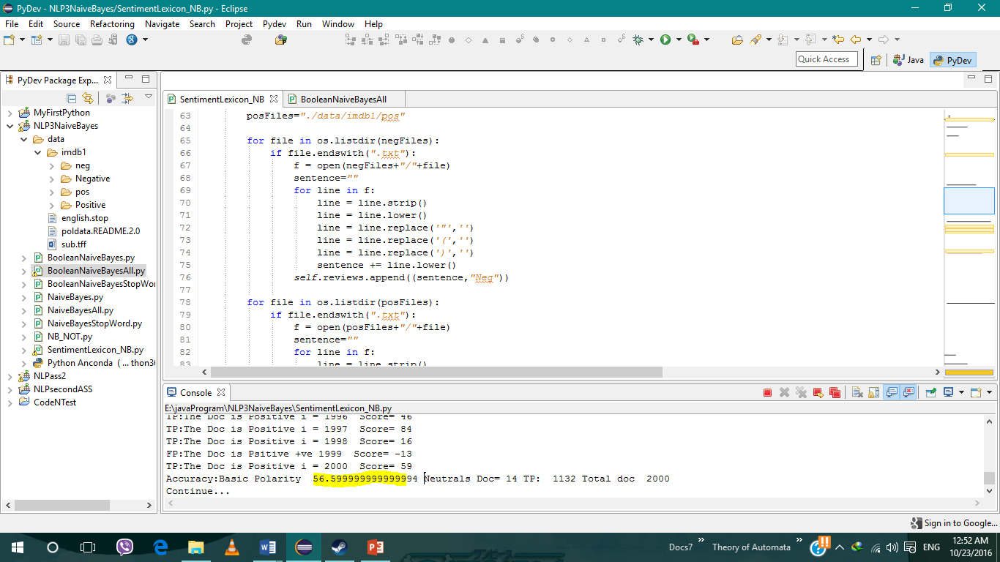 PyDev - NLP3NaiveBayes/SentimentLexicon_NB.py - Eclipse
File Edit Source Refactoring Navigate Search Project Pydev Run Window Help
Quick Access
Java
PyDev
PyDev Package Exp...
MyFirstPython
NLP3NaiveBayes
data
imdb1
neg
Negative
pos
Positive
english.stop
poldata.README.2.0
sub.tff
BooleanNaiveBayes.py
BooleanNaiveBayesAll.py
BooleanNaiveBayesStopWor
NaiveBayes.py
NaiveBayesAll.py
NaiveBayesStopWord.py
NB_NOT.py
SentimentLexicon_NB.py
Python Anconda ( ... thon36
NLPass2
NLPsecondASS
CodeNTest
SentimentLexicon_NB
BooleanNaiveBayesAll
63 posFiles="./data/imdb1/pos"
64
65 for file in os.listdir(negFiles):
66 if file.endswith(".txt"):
67 f = open(negFiles+"/"+file)
68 sentence=""
69 for line in f:
70 line = line.strip()
71 line = line.lower()
72 line = line.replace('"','')
73 line = line.replace('(','')
74 line = line.replace(')','')
75 sentence += line.lower()
76 self.reviews.append((sentence,"Neg"))
77
78 for file in os.listdir(posFiles):
79 if file.endswith(".txt"):
80 f = open(posFiles+"/"+file)
81 sentence=""
82 for line in f:
83 line = line.strip()
Console
E:\javaProgram\NLP3NaiveBayes\SentimentLexicon_NB.py
TP:The Doc is Positive i = 1996 Score= 46
TP:The Doc is Positive i = 1997 Score= 84
TP:The Doc is Positive i = 1998 Score= 16
FP:The Doc is Psitive +ve 1999 Score= -13
TP:The Doc is Positive i = 2000 Score= 59
Accuracy:Basic Polarity 56.599999999999994 Neutrals Doc= 14 TP: 1132 Total doc 2000
Continue...
Sign in to Google...
Docs7 Theory of Automata ENG
12:52 AM
10/23/2016